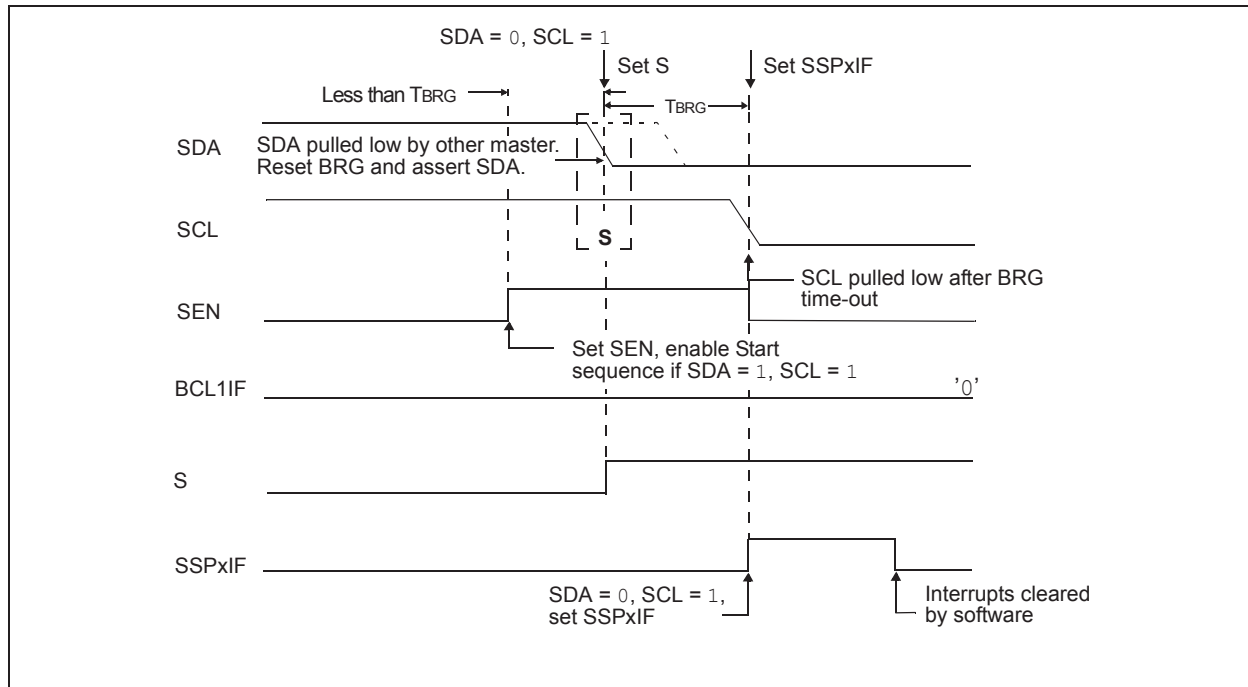 SDA = 0, SCL = 1
Set S
Set SSPxIF
Less than TBRG
TBRG
SDA
SDA pulled low by other master.
Reset BRG and assert SDA.
SCL
S
SCL pulled low after BRG
time-out
SEN
Set SEN, enable Start
sequence if SDA = 1, SCL = 1
BCL1IF
'0'
S
SSPxIF
SDA = 0, SCL = 1,
set SSPxIF
Interrupts cleared
by software